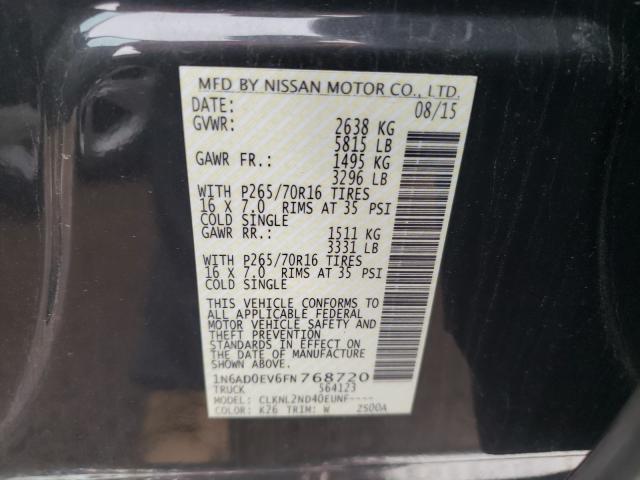 MFD BY NISSAN MOTOR CO., LTD.
DATE: 08/15
GVWR: 2638 KG
5815 LB
GAWR FR.: 1495 KG
3296 LB
WITH P265/70R16 TIRES
16 X 7.0 RIMS AT 35 PSI
COLD SINGLE
GAWR RR.: 1511 KG
3331 LB
WITH P265/70R16 TIRES
16 X 7.0 RIMS AT 35 PSI
COLD SINGLE
THIS VEHICLE CONFORMS TO
ALL APPLICABLE FEDERAL
MOTOR VEHICLE SAFETY AND
THEFT PREVENTION
STANDARDS IN EFFECT ON
THE DATE OF MANUFACTURE
SHOWN ABOVE.
1N6AD0EV6FN768720
TRUCK S64123
MODEL: CLKNL2ND40EUNF----
COLOR: K26 TRIM: W 2500A